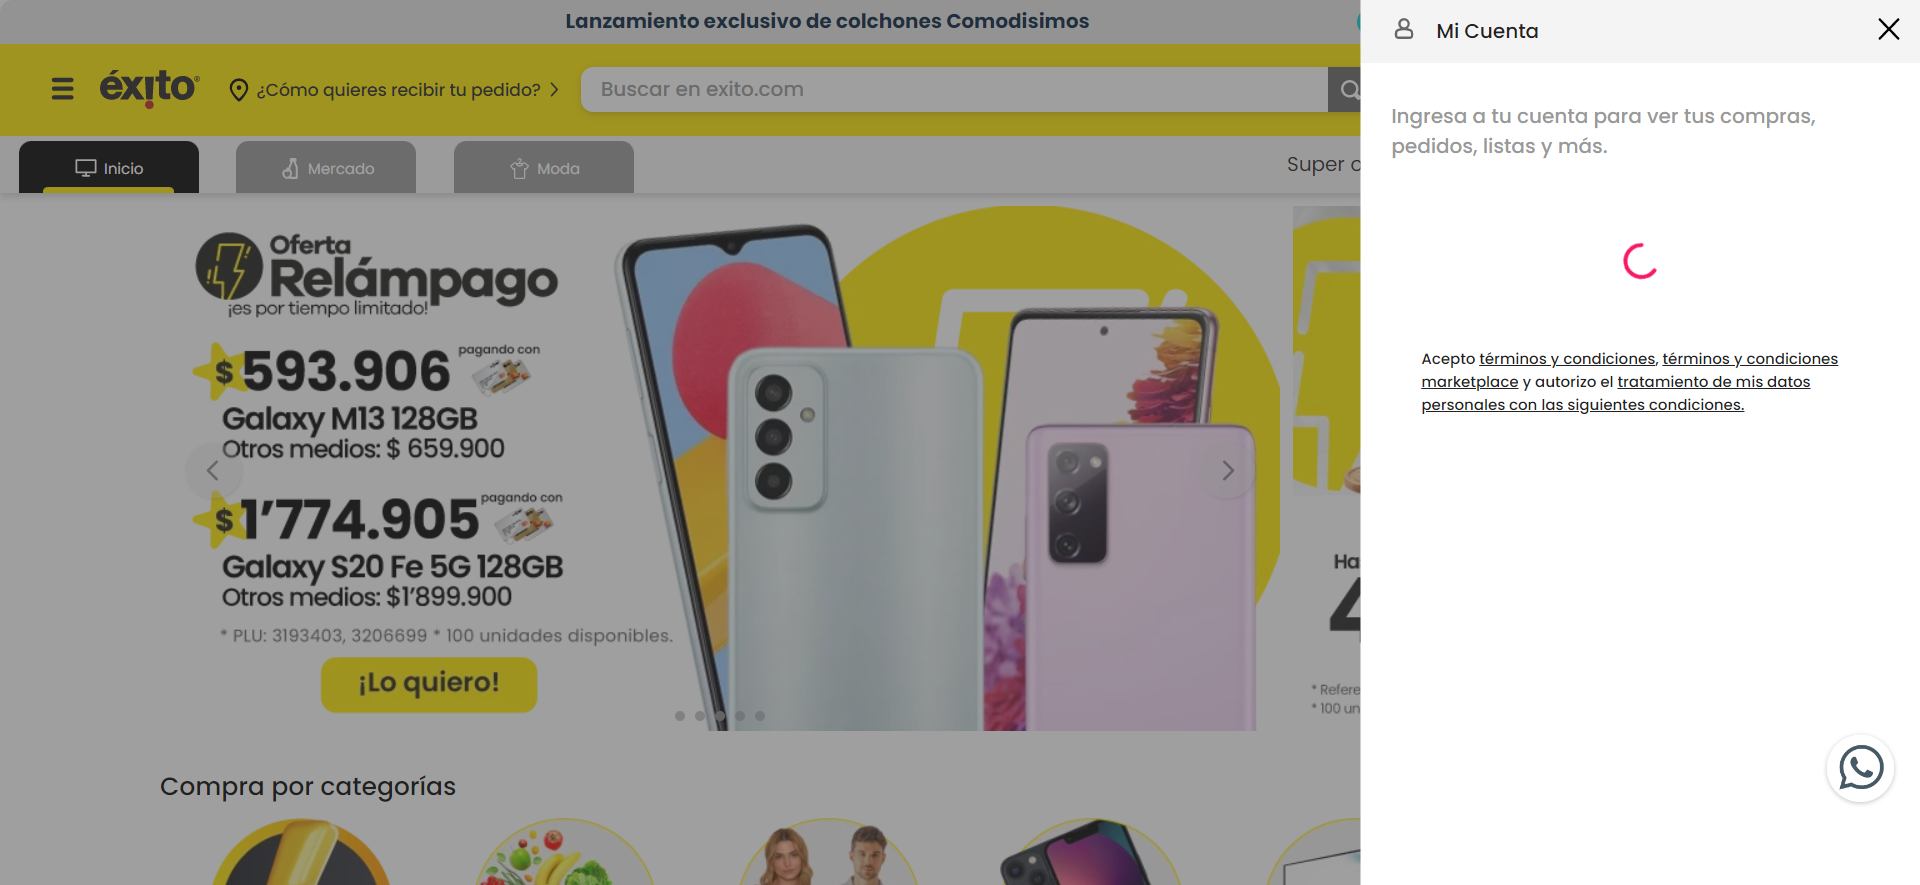 Lanzamiento exclusivo de colchones Comodisimos
Mi Cuenta
éxito
¿Cómo quieres recibir tu pedido?
Buscar en exito.com
Inicio
Mercado
Moda
Super
Ingresa a tu cuenta para ver tus compras,
pedidos, listas y más.
Oferta
Relámpago
¡es por tiempo limitado!
$593.906 pagando con
Galaxy M13 128GB
Otros medios: $ 659.900
$1'774.905 pagando con
Galaxy S20 Fe 5G 128GB
Otros medios: $1'899.900
* PLU: 3193403, 3206699 * 100 unidades disponibles.
¡Lo quiero!
Ha
4
* Refere
* 100 un
Acepto términos y condiciones, términos y condiciones
marketplace y autorizo el tratamiento de mis datos
personales con las siguientes condiciones.
Compra por categorías